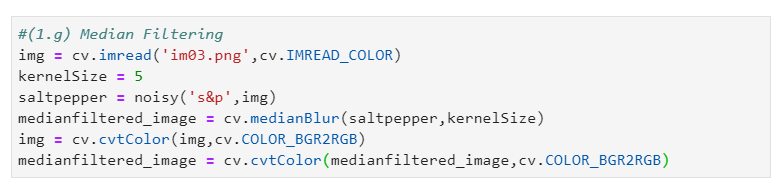 #(1.g) Median Filtering
img = cv.imread('im03.png',cv.IMREAD_COLOR)
kernelSize = 5
saltpepper = noisy('s&p',img)
medianfiltered_image = cv.medianBlur(saltpepper,kernelSize)
img = cv.cvtColor(img,cv.COLOR_BGR2RGB)
medianfiltered_image = cv.cvtColor(medianfiltered_image,cv.COLOR_BGR2RGB)